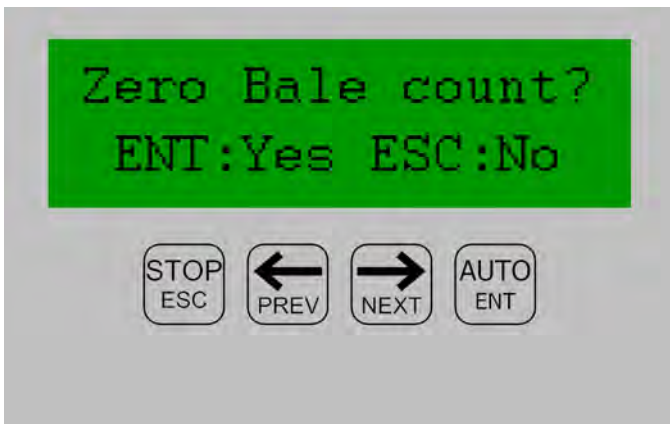 Zero Bale count?
ENT:Yes ESC:No
STOP
ESC
PREV
NEXT
AUTO
ENT